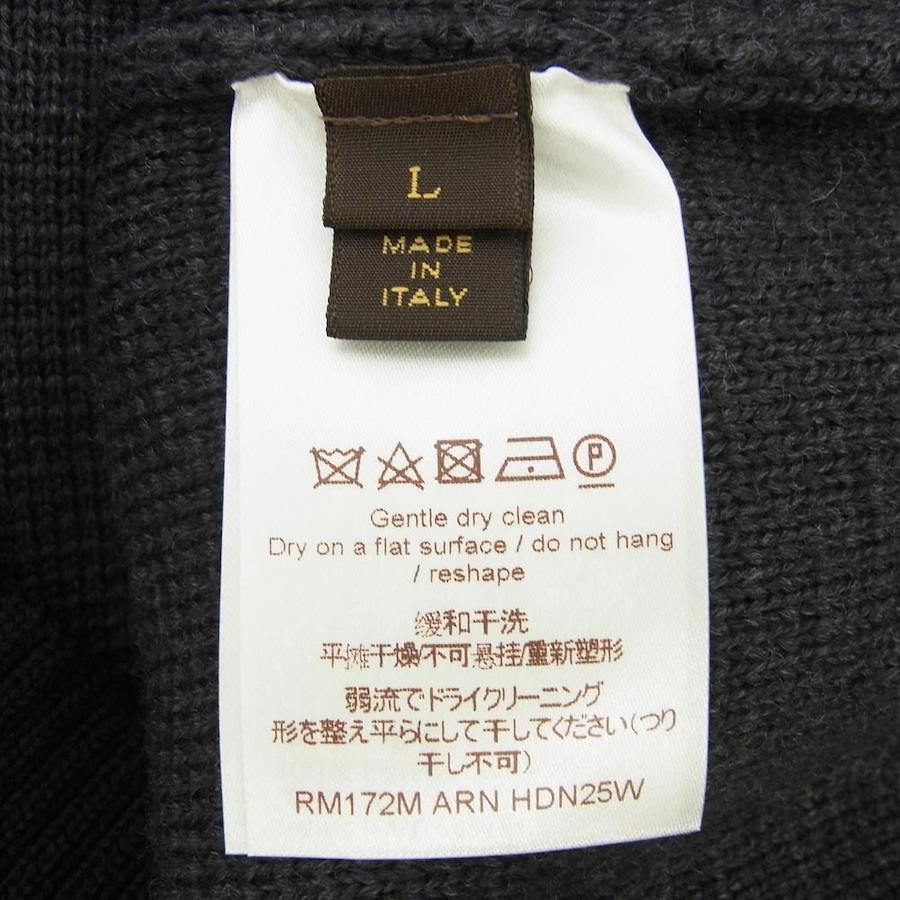 L
MADE
IN
ITALY
P
Gentle dry clean
Dry on a flat surface / do not hang
/ reshape
缓和干洗
平摊干燥/不可悬挂/重新塑形
弱流でドライクリーニング
形を整え平らにして干してください(つり
干し不可)
RM172M ARN HDN25W